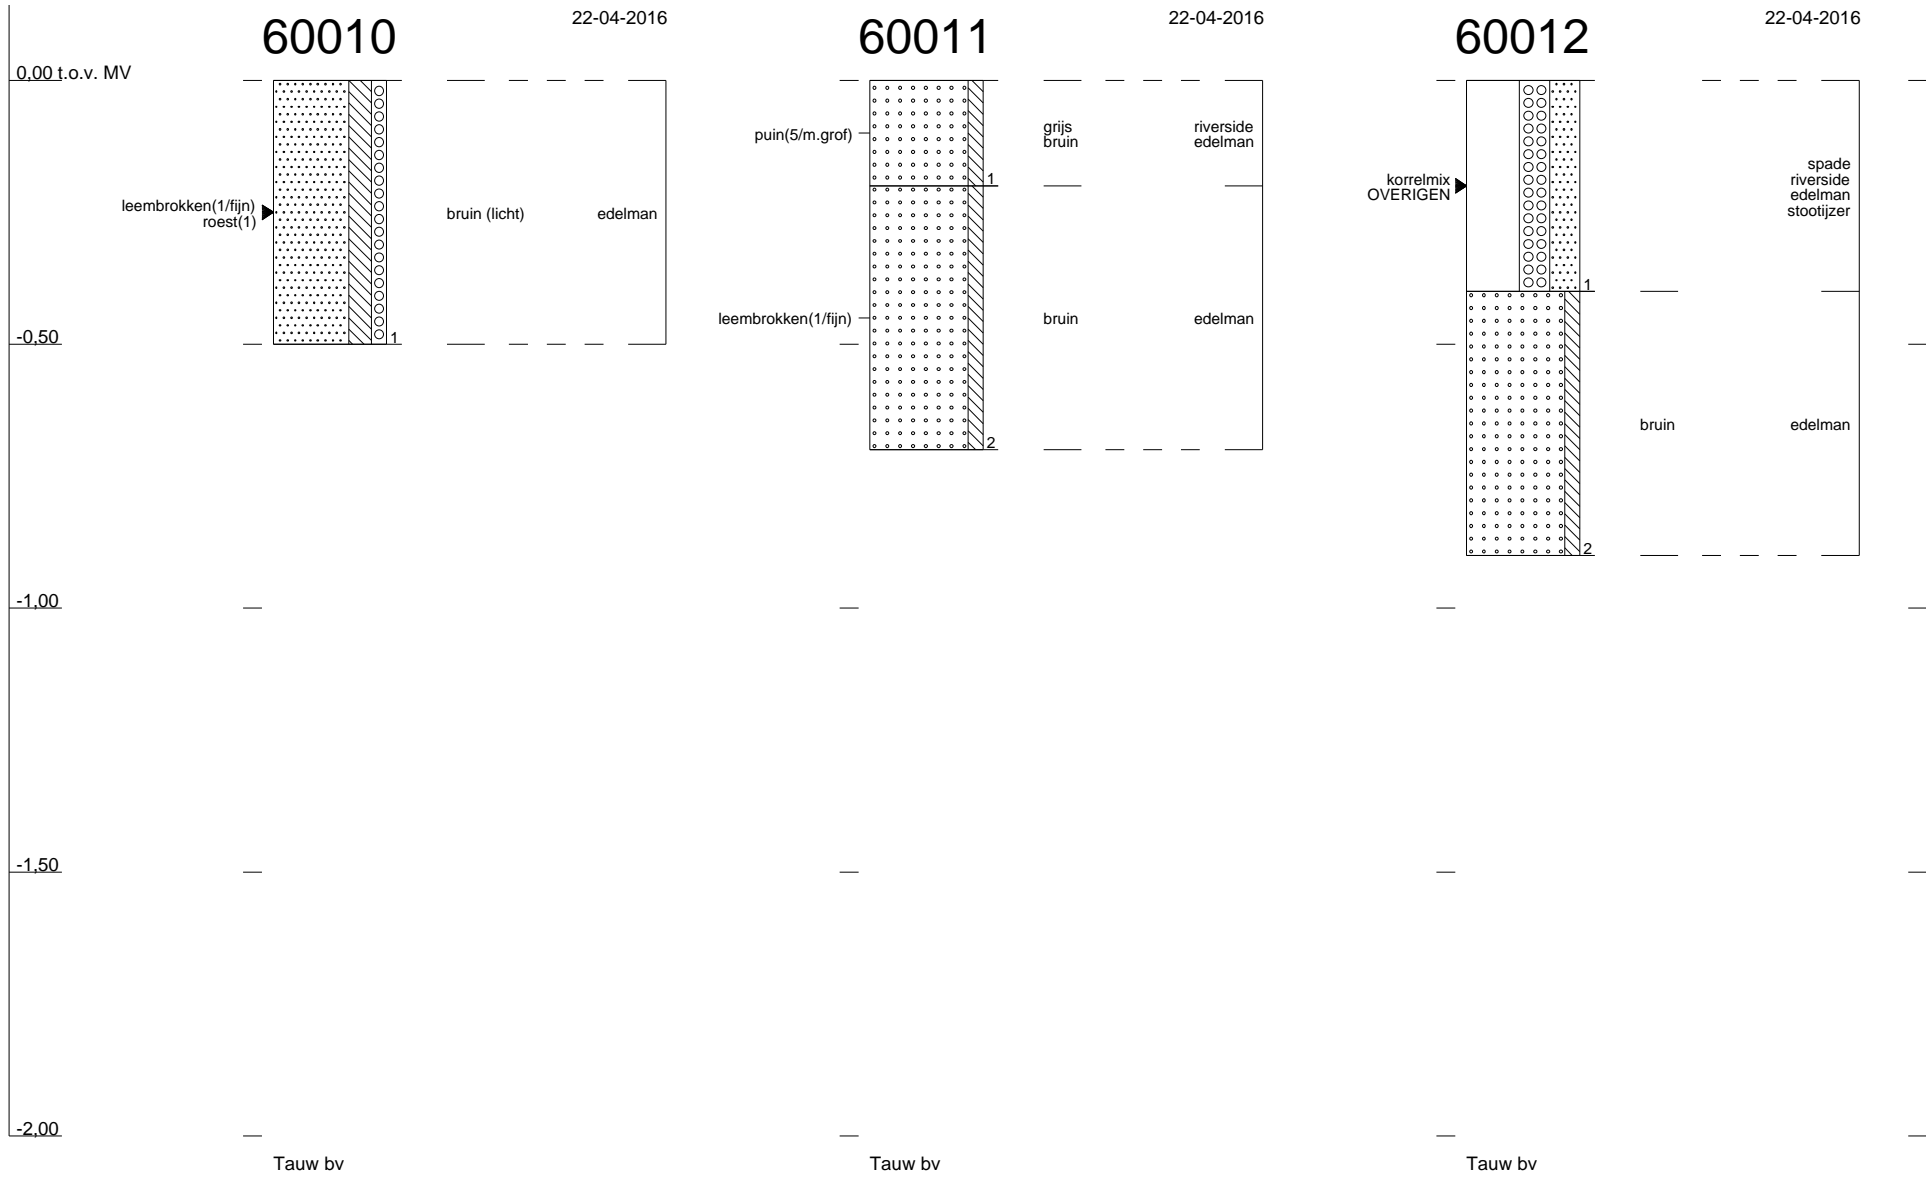 22-04-2016
22-04-2016
22-04-2016
60010
60011
60012
0,00 t.o.v. MV
puin(5/m.grof)
grijs
bruin
riverside
edelman
1
korrelmix
OVERIGEN
spade
riverside
edelman
stootijzer
1
leembrokken(1/fijn)
roest(1)
bruin (licht)
edelman
1
leembrokken(1/fijn)
bruin
edelman
2
-0,50
bruin
edelman
2
-1,00
-1,50
-2,00
Tauw bv
Tauw bv
Tauw bv